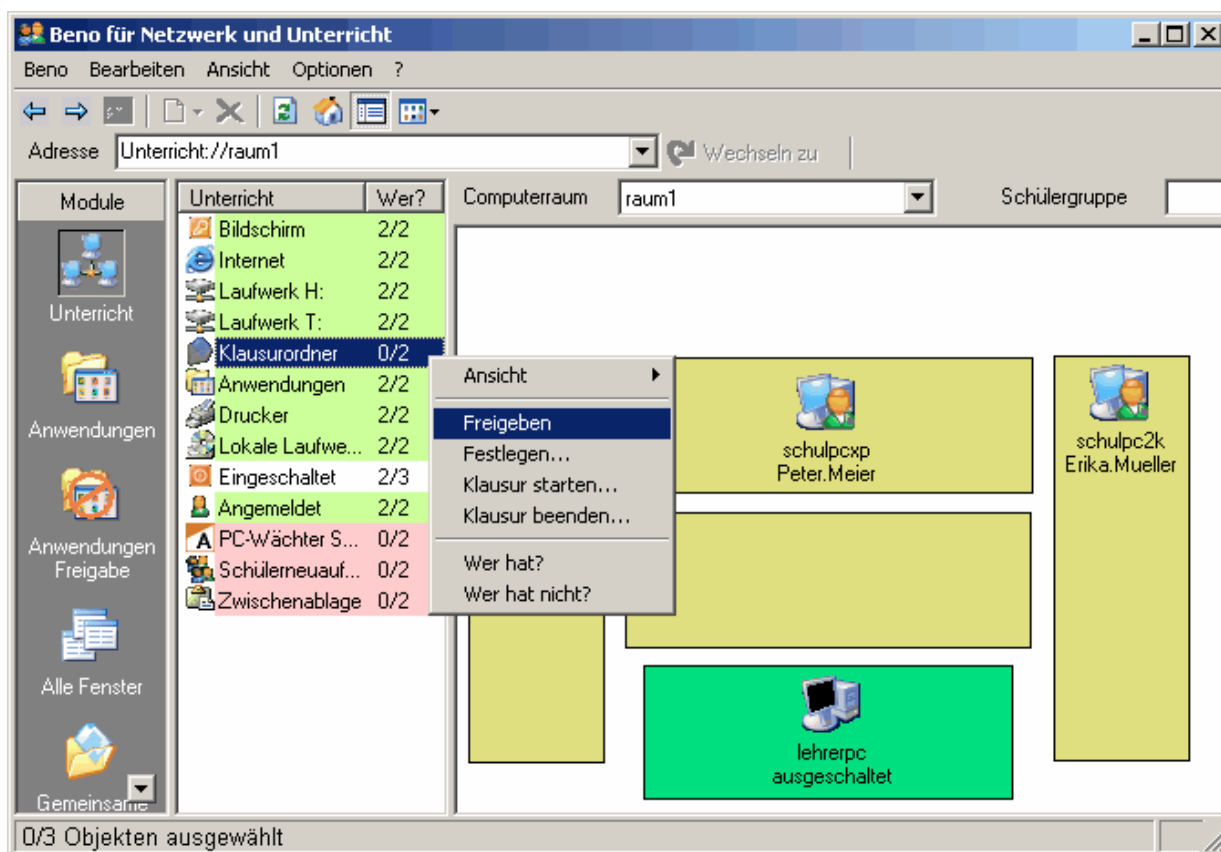 Beno für Netzwerk und Unterricht
Beno Bearbeiten Ansicht Optionen ?
Adresse Unterricht://raum1 Wechseln zu
Module
Unterricht
Anwendungen
Anwendungen
Freigabe
Alle Fenster
Gemeinsame
Unterricht Wer?
Bildschirm 2/2
Internet 2/2
Laufwerk H: 2/2
Laufwerk T: 2/2
Klausurordner 0/2
Anwendungen 2/2
Drucker 2/2
Lokale Laufwe... 2/2
Eingeschaltet 2/3
Angemeldet 2/2
PC-Wächter S... 0/2
Schülerneuauf... 0/2
Zwischenablage 0/2
Computerraum raum1 Schülergruppe
Ansicht
Freigeben
Festlegen...
Klausur starten...
Klausur beenden...
Wer hat?
Wer hat nicht?
schulpcxp
Peter.Meier
schulpc2k
Erika.Mueller
lehrerpc
ausgeschaltet
0/3 Objekten ausgewählt